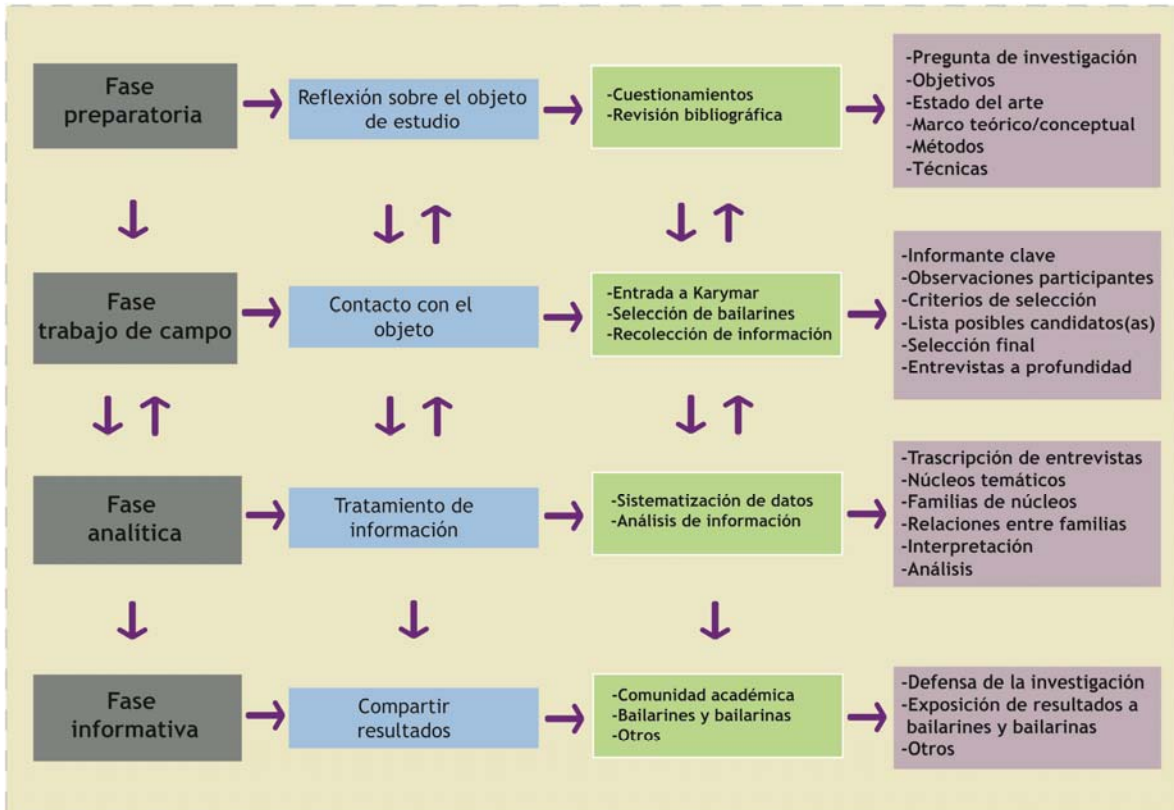 Fase
preparatoria
Reflexión sobre el objeto
de estudio
-Cuestionamientos
-Revisión bibliográfica
-Pregunta de investigación
-Objetivos
-Estado del arte
-Marco teórico/conceptual
-Métodos
-Técnicas
Fase
trabajo de campo
Contacto con el
objeto
-Entrada a Karymar
-Selección de bailarines
-Recolección de información
-Informante clave
-Observaciones participantes
-Criterios de selección
-Lista posibles candidatos(as)
-Selección final
-Entrevistas a profundidad
Fase
analítica
Tratamiento de
información
-Sistematización de datos
-Análisis de información
-Trascripción de entrevistas
-Núcleos temáticos
-Familias de núcleos
-Relaciones entre familias
-Interpretación
-Análisis
Fase
informativa
Compartir
resultados
-Comunidad académica
-Bailarines y bailarinas
-Otros
-Defensa de la investigación
-Exposición de resultados a
bailarines y bailarinas
-Otros